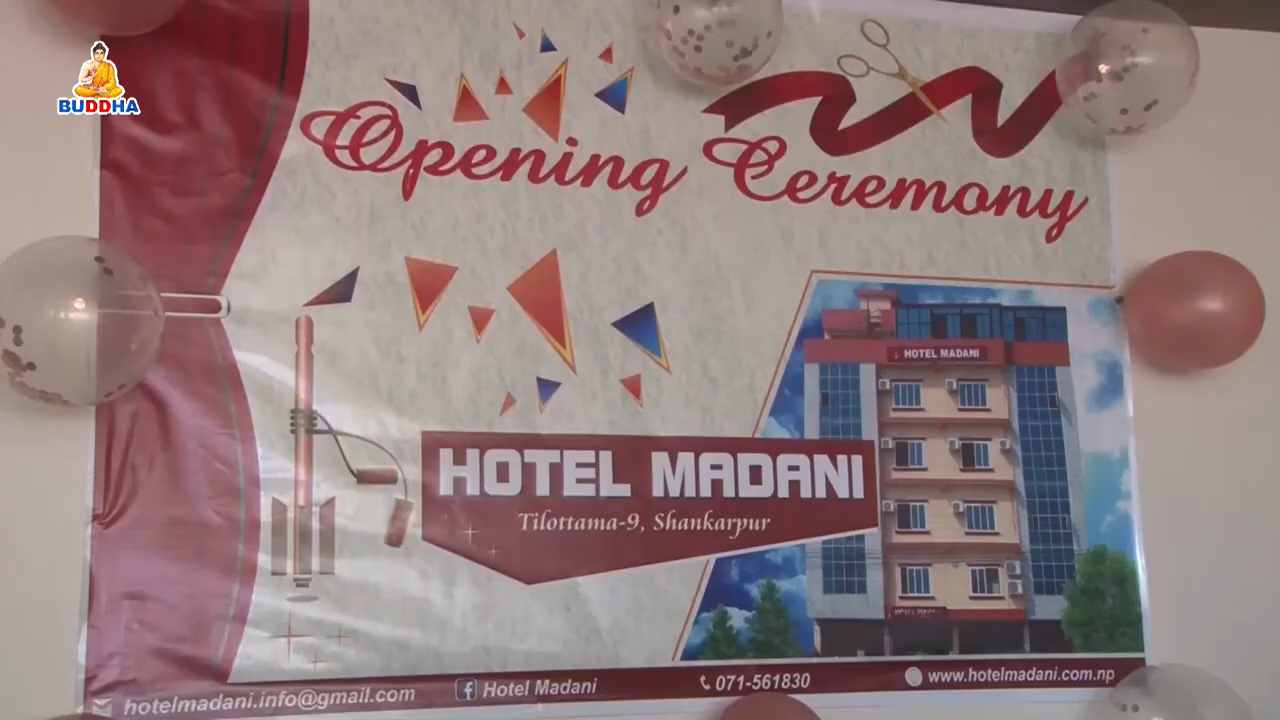 BUDDHA
Opening Ceremony
HOTEL MADANI
HOTEL MADANI
Tilottama-9, Shankarpur
hotelmadani.info@gmail.com
Hotel Madani
071-561830
www.hotelmadani.com.np